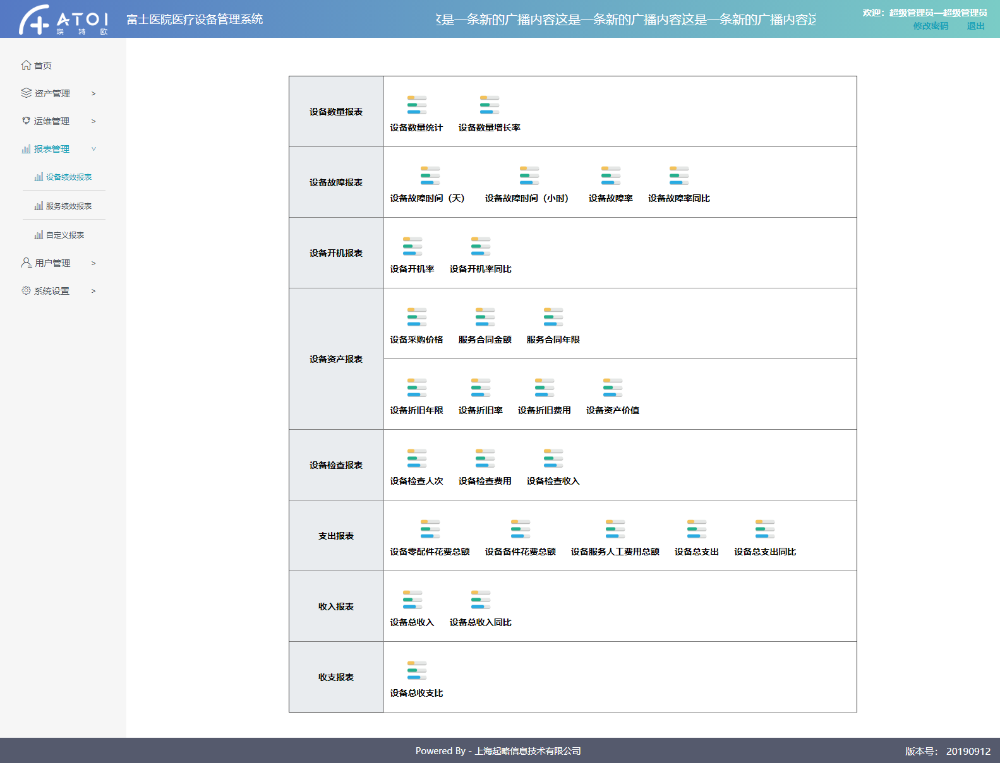 ATOI
埃 特 欧
富士医院医疗设备管理系统
这是一条新的广播内容这是一条新的广播内容这是一条新的广播内容这
欢迎：超级管理员—超级管理员
修改密码 退出
首页
资产管理 >
运维管理 >
报表管理 ∨
设备绩效报表
服务绩效报表
自定义报表
用户管理 >
系统设置 >
设备数量报表
设备数量统计 设备数量增长率
设备故障报表
设备故障时间（天） 设备故障时间（小时） 设备故障率 设备故障率同比
设备开机报表
设备开机率 设备开机率同比
设备资产报表
设备采购价格 服务合同金额 服务合同年限
设备折旧年限 设备折旧率 设备折旧费用 设备资产价值
设备检查报表
设备检查人次 设备检查费用 设备检查收入
支出报表
设备零配件花费总额 设备备件花费总额 设备服务人工费用总额 设备总支出 设备总支出同比
收入报表
设备总收入 设备总收入同比
收支报表
设备总收支比
Powered By - 上海起略信息技术有限公司
版本号： 20190912